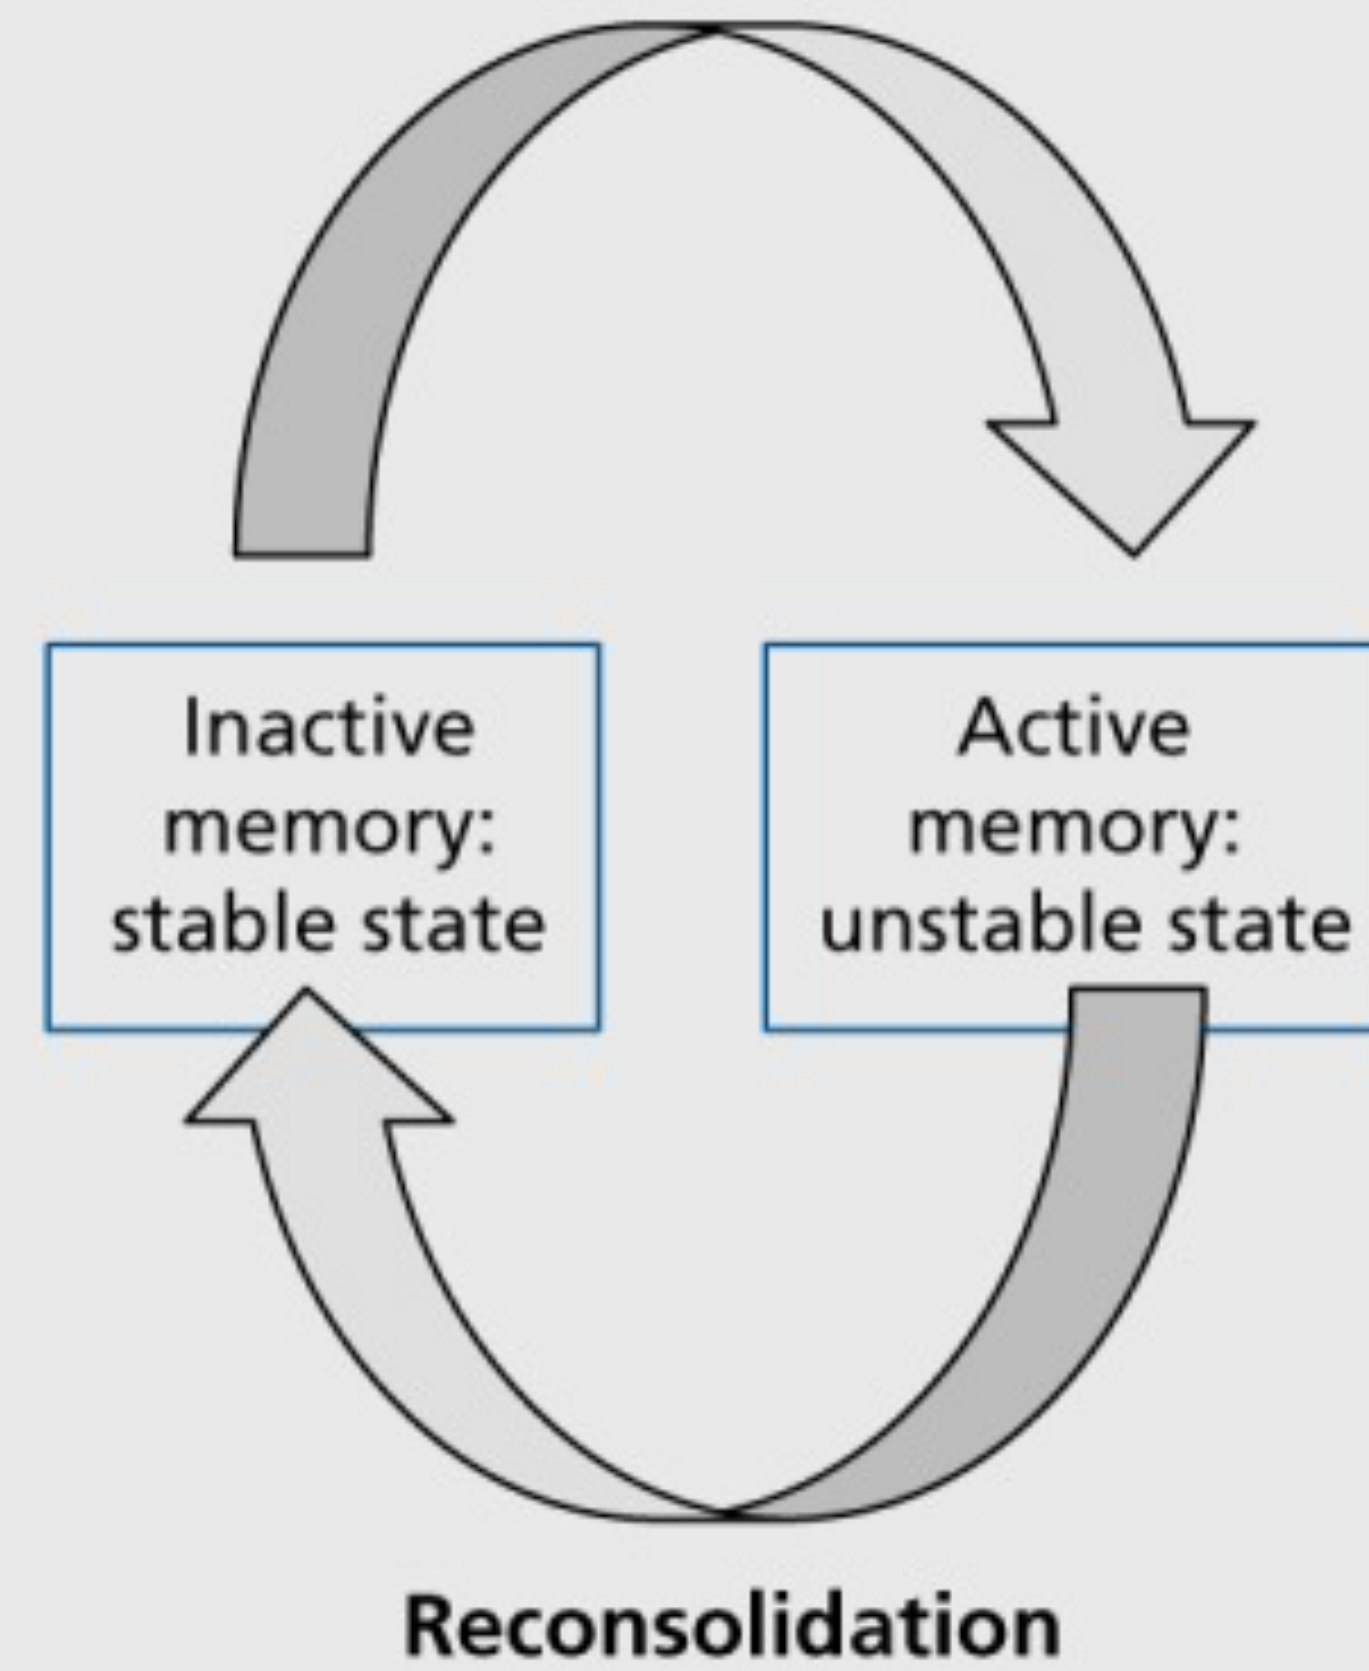 Inactive
memory:
stable state
Active
memory:
unstable state
Reconsolidation